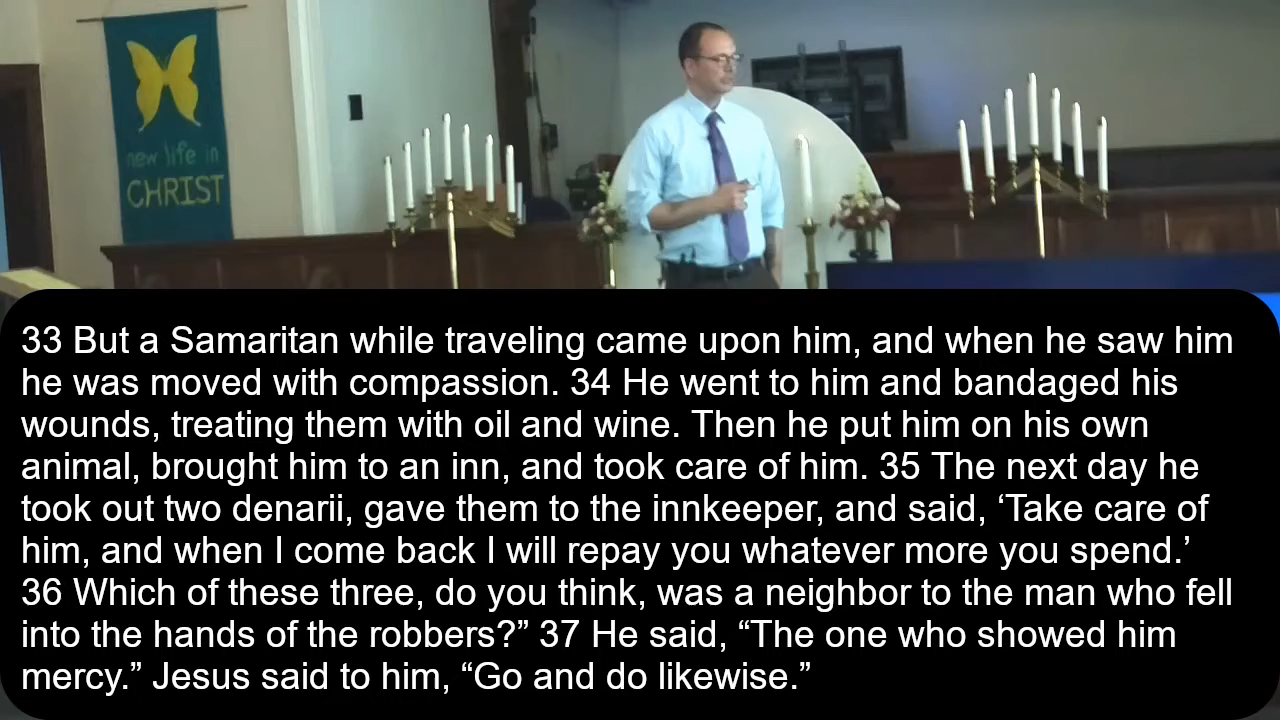 new life in
CHRIST
33 But a Samaritan while traveling came upon him, and when he saw him
he was moved with compassion. 34 He went to him and bandaged his
wounds, treating them with oil and wine. Then he put him on his own
animal, brought him to an inn, and took care of him. 35 The next day he
took out two denarii, gave them to the innkeeper, and said, ‘Take care of
him, and when I come back I will repay you whatever more you spend.’
36 Which of these three, do you think, was a neighbor to the man who fell
into the hands of the robbers?” 37 He said, “The one who showed him
mercy.” Jesus said to him, “Go and do likewise.”